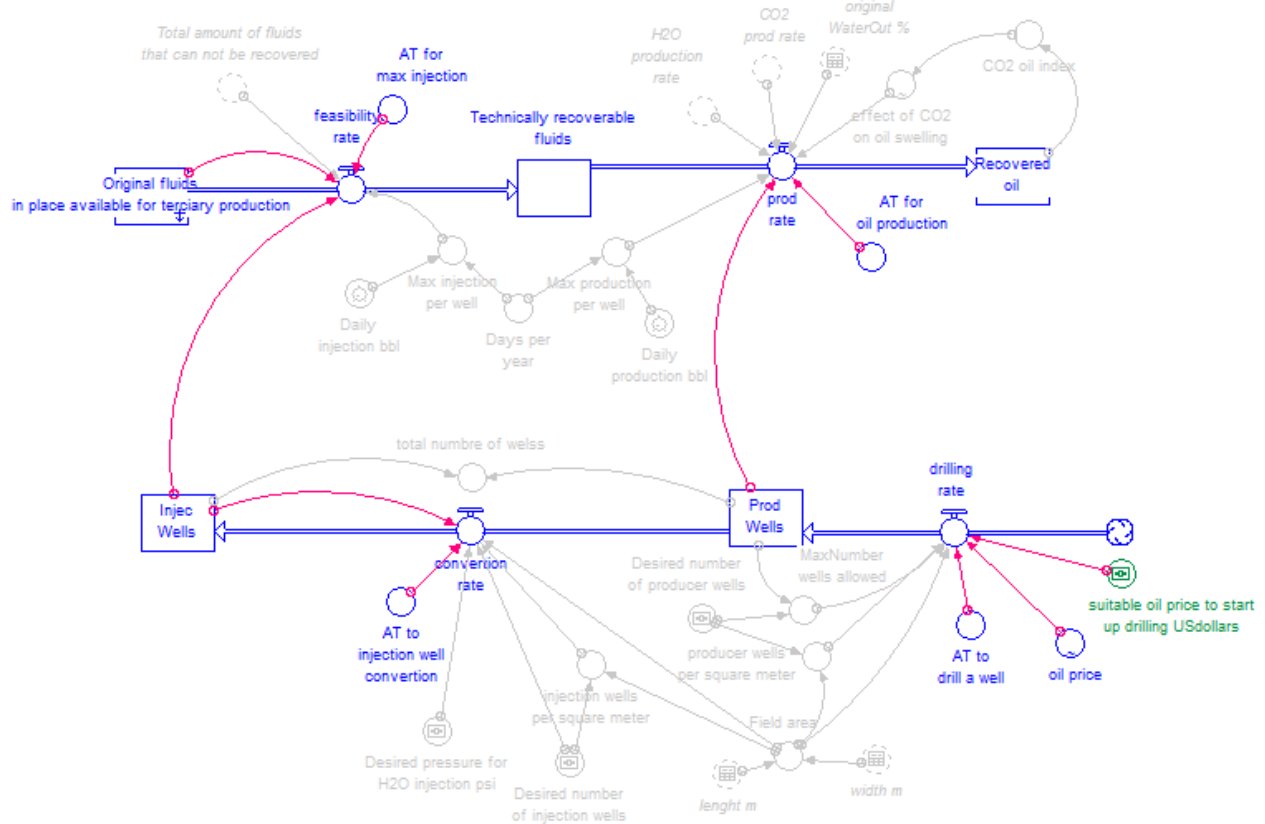 Total amount of fluids
that can not be recovered
AT for
max injection
feasibility
rate
Technically recoverable
fluids
H2O
production
rate
CO2
prod rate
original
WaterCut %
CO2 oil index
effect of CO2
on oil swelling
Original fluids
in place available for terciary production
Recovered
oil
prod
rate
AT for
oil production
Max injection
per well
Max production
per well
Daily
injection bbl
Days per
year
Daily
production bbl
total numbre of welss
Injec
Wells
convertion
rate
Prod
Wells
drilling
rate
Desired number
of producer wells
MaxNumber
wells allowed
suitable oil price to start
up drilling USdollars
AT to
injection well
convertion
producer wells
per square meter
AT to
drill a well
oil price
injection wells
per square meter
Field area
Desired pressure for
H2O injection psi
Desired number
of injection wells
lenght m
width m